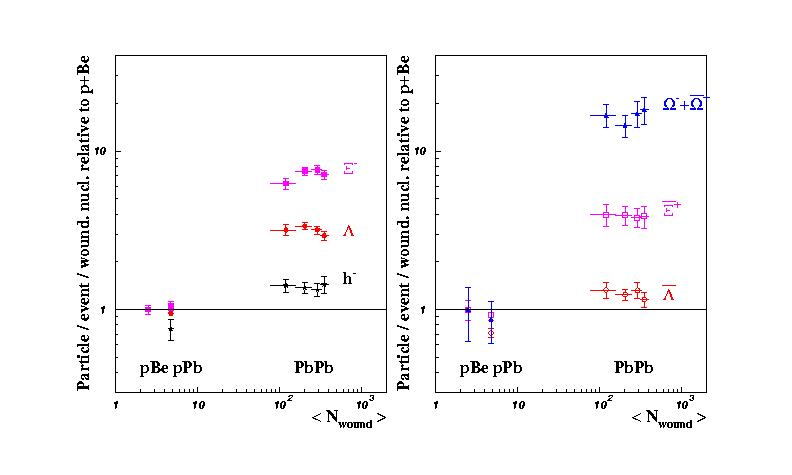 Particle / event / wound. nucl. relative to p+Be
10
1
Ξ⁻
Λ
h⁻
pBe pPb
PbPb
1
10
10²
10³
< N_wound >
Particle / event / wound. nucl. relative to p+Be
10
1
Ω⁻+Ω̅⁺
Ξ̅⁺
Λ̅
pBe pPb
PbPb
1
10
10²
10³
< N_wound >